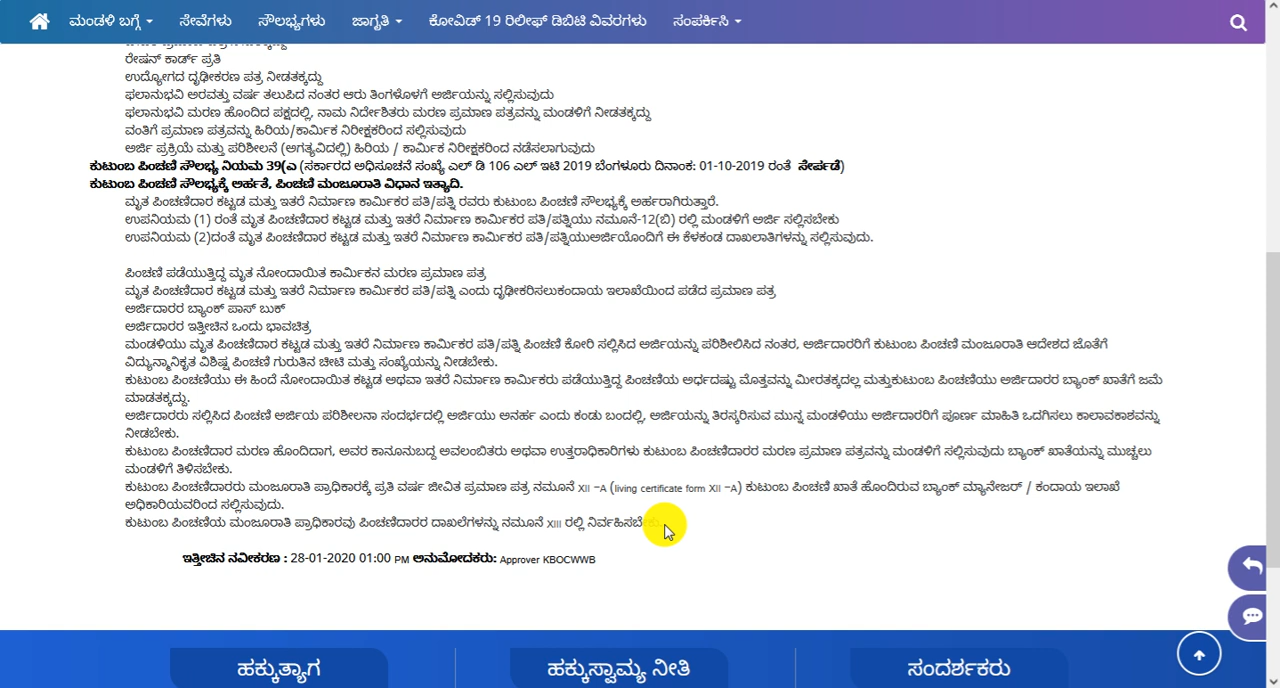 ಮಂಡಳಿ ಬಗ್ಗೆ ಸೇವೆಗಳು ಸೌಲಭ್ಯಗಳು ಜಾಗೃತಿ ಕೋವಿಡ್ 19 ರಿಲೀಫ್ ಡಿಬಿಟಿ ವಿವರಗಳು ಸಂಪರ್ಕಿಸಿ
ರೇಷನ್ ಕಾರ್ಡ್ ಪ್ರತಿ
ಉದ್ಯೋಗದ ದೃಢೀಕರಣ ಪತ್ರ ನೀಡತಕ್ಕದ್ದು
ಫಲಾನುಭವಿ ಅರವತ್ತು ವರ್ಷ ತಲುಪಿದ ನಂತರ ಆರು ತಿಂಗಳೊಳಗೆ ಅರ್ಜಿಯನ್ನು ಸಲ್ಲಿಸುವುದು
ಫಲಾನುಭವಿ ಮರಣ ಹೊಂದಿದ ಪಕ್ಷದಲ್ಲಿ, ನಾಮ ನಿರ್ದೇಶಿತರು ಮರಣ ಪ್ರಮಾಣ ಪತ್ರವನ್ನು ಮಂಡಳಿಗೆ ನೀಡತಕ್ಕದ್ದು
ವಂತಿಗೆ ಪ್ರಮಾಣ ಪತ್ರವನ್ನು ಹಿರಿಯ/ಕಾರ್ಮಿಕ ನಿರೀಕ್ಷಕರಿಂದ ಸಲ್ಲಿಸುವುದು
ಅರ್ಜಿ ಪ್ರಕ್ರಿಯೆ ಮತ್ತು ಪರಿಶೀಲನೆ (ಅಗತ್ಯವಿದಲ್ಲಿ) ಹಿರಿಯ / ಕಾರ್ಮಿಕ ನಿರೀಕ್ಷಕರಿಂದ ನಡೆಸಲಾಗುವುದು
ಕುಟುಂಬ ಪಿಂಚಣಿ ಸೌಲಭ್ಯ ನಿಯಮ 39(ಎ (ಸರ್ಕಾರದ ಅಧಿಸೂಚನೆ ಸಂಖ್ಯೆ ಎಲ್ ಡಿ 106 ಎಲ್ ಇಟಿ 2019 ಬೆಂಗಳೂರು ದಿನಾಂಕ: 01-10-2019 ರಂತೆ ಸೇರ್ಪಡೆ)
ಕುಟುಂಬ ಪಿಂಚಣಿ ಸೌಲಭ್ಯಕ್ಕೆ ಅರ್ಹತೆ, ಪಿಂಚಣಿ ಮಂಜೂರಾತಿ ವಿಧಾನ ಇತ್ಯಾದಿ.
ಮೃತ ಪಿಂಚಣಿದಾರ ಕಟ್ಟಡ ಮತ್ತು ಇತರೆ ನಿರ್ಮಾಣ ಕಾರ್ಮಿಕರ ಪತಿ/ಪತ್ನಿ ರವರು ಕುಟುಂಬ ಪಿಂಚಣಿ ಸೌಲಭ್ಯಕ್ಕೆ ಅರ್ಹರಾಗಿರುತ್ತಾರೆ.
ಉಪನಿಯಮ (1) ರಂತೆ ಮೃತ ಪಿಂಚಣಿದಾರ ಕಟ್ಟಡ ಮತ್ತು ಇತರೆ ನಿರ್ಮಾಣ ಕಾರ್ಮಿಕರ ಪತಿ/ಪತ್ನಿಯು ನಮೂನೆ-12(ಬಿ) ರಲ್ಲಿ ಮಂಡಳಿಗೆ ಅರ್ಜಿ ಸಲ್ಲಿಸಬೇಕು
ಉಪನಿಯಮ (2)ದಂತೆ ಮೃತ ಪಿಂಚಣಿದಾರ ಕಟ್ಟಡ ಮತ್ತು ಇತರೆ ನಿರ್ಮಾಣ ಕಾರ್ಮಿಕರ ಪತಿ/ಪತ್ನಿಯುಅರ್ಜಿಯೊಂದಿಗೆ ಈ ಕೆಳಕಂಡ ದಾಖಲಾತಿಗಳನ್ನು ಸಲ್ಲಿಸುವುದು.
ಪಿಂಚಣಿ ಪಡೆಯುತ್ತಿದ್ದ ಮೃತ ನೋಂದಾಯಿತ ಕಾರ್ಮಿಕನ ಮರಣ ಪ್ರಮಾಣ ಪತ್ರ
ಮೃತ ಪಿಂಚಣಿದಾರ ಕಟ್ಟಡ ಮತ್ತು ಇತರೆ ನಿರ್ಮಾಣ ಕಾರ್ಮಿಕರ ಪತಿ/ಪತ್ನಿ ಎಂದು ದೃಢೀಕರಿಸಲುಕಂದಾಯ ಇಲಾಖೆಯಿಂದ ಪಡೆದ ಪ್ರಮಾಣ ಪತ್ರ
ಅರ್ಜಿದಾರರ ಬ್ಯಾಂಕ್ ಪಾಸ್ ಬುಕ್
ಅರ್ಜಿದಾರರ ಇತ್ತೀಚಿನ ಒಂದು ಭಾವಚಿತ್ರ
ಮಂಡಳಿಯು ಮೃತ ಪಿಂಚಣಿದಾರ ಕಟ್ಟಡ ಮತ್ತು ಇತರೆ ನಿರ್ಮಾಣ ಕಾರ್ಮಿಕರ ಪತಿ/ಪತ್ನಿ ಪಿಂಚಣಿ ಕೋರಿ ಸಲ್ಲಿಸಿದ ಅರ್ಜಿಯನ್ನು ಪರಿಶೀಲಿಸಿದ ನಂತರ, ಅರ್ಜಿದಾರರಿಗೆ ಕುಟುಂಬ ಪಿಂಚಣಿ ಮಂಜೂರಾತಿ ಆದೇಶದ ಜೊತೆಗೆ
ವಿದ್ಯುನ್ಮಾನಿಕೃತ ವಿಶಿಷ್ಟ ಪಿಂಚಣಿ ಗುರುತಿನ ಚೀಟಿ ಮತ್ತು ಸಂಖ್ಯೆಯನ್ನು ನೀಡಬೇಕು.
ಕುಟುಂಬ ಪಿಂಚಣಿಯು ಈ ಹಿಂದೆ ನೋಂದಾಯಿತ ಕಟ್ಟಡ ಅಥವಾ ಇತರೆ ನಿರ್ಮಾಣ ಕಾರ್ಮಿಕರು ಪಡೆಯುತ್ತಿದ್ದ ಪಿಂಚಣಿಯ ಅರ್ಧದಷ್ಟು ಮೊತ್ತವನ್ನು ಮೀರತಕ್ಕದಲ್ಲ ಮತ್ತುಕುಟುಂಬ ಪಿಂಚಣಿಯು ಅರ್ಜಿದಾರರ ಬ್ಯಾಂಕ್ ಖಾತೆಗೆ ಜಮೆ
ಮಾಡತಕ್ಕದ್ದು.
ಅರ್ಜಿದಾರರು ಸಲ್ಲಿಸಿದ ಪಿಂಚಣಿ ಅರ್ಜಿಯ ಪರಿಶೀಲನಾ ಸಂದರ್ಭದಲ್ಲಿ ಅರ್ಜಿಯು ಅನರ್ಹ ಎಂದು ಕಂಡು ಬಂದಲ್ಲಿ, ಅರ್ಜಿಯನ್ನು ತಿರಸ್ಕರಿಸುವ ಮುನ್ನ ಮಂಡಳಿಯು ಅರ್ಜಿದಾರರಿಗೆ ಪೂರ್ಣ ಮಾಹಿತಿ ಒದಗಿಸಲು ಕಾಲಾವಕಾಶವನ್ನು
ನೀಡಬೇಕು.
ಕುಟುಂಬ ಪಿಂಚಣಿದಾರ ಮರಣ ಹೊಂದಿದಾಗ, ಅವರ ಕಾನೂನುಬದ್ದ ಅವಲಂಬಿತರು ಅಥವಾ ಉತ್ತರಾಧಿಕಾರಿಗಳು ಕುಟುಂಬ ಪಿಂಚಣಿದಾರರ ಮರಣ ಪ್ರಮಾಣ ಪತ್ರವನ್ನು ಮಂಡಳಿಗೆ ಸಲ್ಲಿಸುವುದು ಬ್ಯಾಂಕ್ ಖಾತೆಯನ್ನು ಮುಚ್ಚಲು
ಮಂಡಳಿಗೆ ತಿಳಿಸಬೇಕು.
ಕುಟುಂಬ ಪಿಂಚಣಿದಾರರು ಮಂಜೂರಾತಿ ಪ್ರಾಧಿಕಾರಕ್ಕೆ ಪ್ರತಿ ವರ್ಷ ಜೀವಿತ ಪ್ರಮಾಣ ಪತ್ರ ನಮೂನೆ XII –A (living certificate form XII –A) ಕುಟುಂಬ ಪಿಂಚಣಿ ಖಾತೆ ಹೊಂದಿರುವ ಬ್ಯಾಂಕ್ ಮ್ಯಾನೇಜರ್ / ಕಂದಾಯ ಇಲಾಖೆ
ಅಧಿಕಾರಿಯವರಿಂದ ಸಲ್ಲಿಸುವುದು.
ಕುಟುಂಬ ಪಿಂಚಣಿಯ ಮಂಜೂರಾತಿ ಪ್ರಾಧಿಕಾರವು ಪಿಂಚಣಿದಾರರ ದಾಖಲೆಗಳನ್ನು ನಮೂನೆ XIII ರಲ್ಲಿ ನಿರ್ವಹಿಸಬೇಕು.
ಇತ್ತೀಚಿನ ನವೀಕರಣ : 28-01-2020 01:00 PM ಅನುಮೋದಕರು: Approver KBOCWWB
ಹಕ್ಕುತ್ಯಾಗ ಹಕ್ಕುಸ್ವಾಮ್ಯ ನೀತಿ ಸಂದರ್ಶಕರು